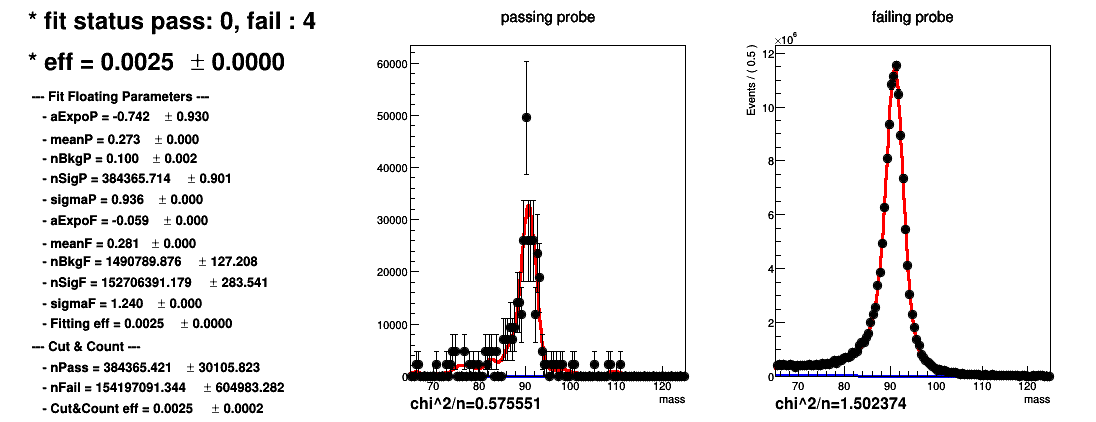 * fit status pass: 0, fail : 4
* eff = 0.0025 ± 0.0000
--- Fit Floating Parameters ---
- aExpoP = -0.742 ± 0.930
- meanP = 0.273 ± 0.000
- nBkgP = 0.100 ± 0.002
- nSigP = 384365.714 ± 0.901
- sigmaP = 0.936 ± 0.000
- aExpoF = -0.059 ± 0.000
- meanF = 0.281 ± 0.000
- nBkgF = 1490789.876 ± 127.208
- nSigF = 152706391.179 ± 283.541
- sigmaF = 1.240 ± 0.000
- Fitting eff = 0.0025 ± 0.0000
--- Cut & Count ---
- nPass = 384365.421 ± 30105.823
- nFail = 154197091.344 ± 604983.282
- Cut&Count eff = 0.0025 ± 0.0002
passing probe
60000
50000
40000
30000
20000
10000
0
70 80 90 100 110 120
mass
chi^2/n=0.575551
failing probe
×10^6
Events / ( 0.5 )
12
10
8
6
4
2
0
70 80 90 100 110 120
mass
chi^2/n=1.502374